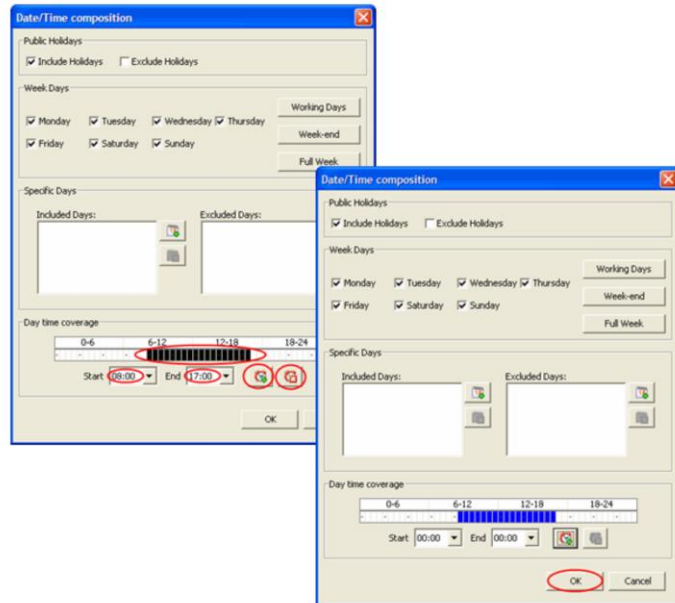 Date/Time composition
Public Holidays
Include Holidays Exclude Holidays
Week Days
Monday Tuesday Wednesday Thursday
Friday Saturday Sunday
Working Days
Week-end
Full Week
Specific Days
Included Days: Excluded Days:
Day time coverage
0-6 6-12 12-18 18-24
Start 08:00 End 17:00
OK
Date/Time composition
Public Holidays
Include Holidays Exclude Holidays
Week Days
Monday Tuesday Wednesday Thursday
Friday Saturday Sunday
Working Days
Week-end
Full Week
Specific Days
Included Days: Excluded Days:
Day time coverage
0-6 6-12 12-18 18-24
Start 00:00 End 00:00
OK Cancel